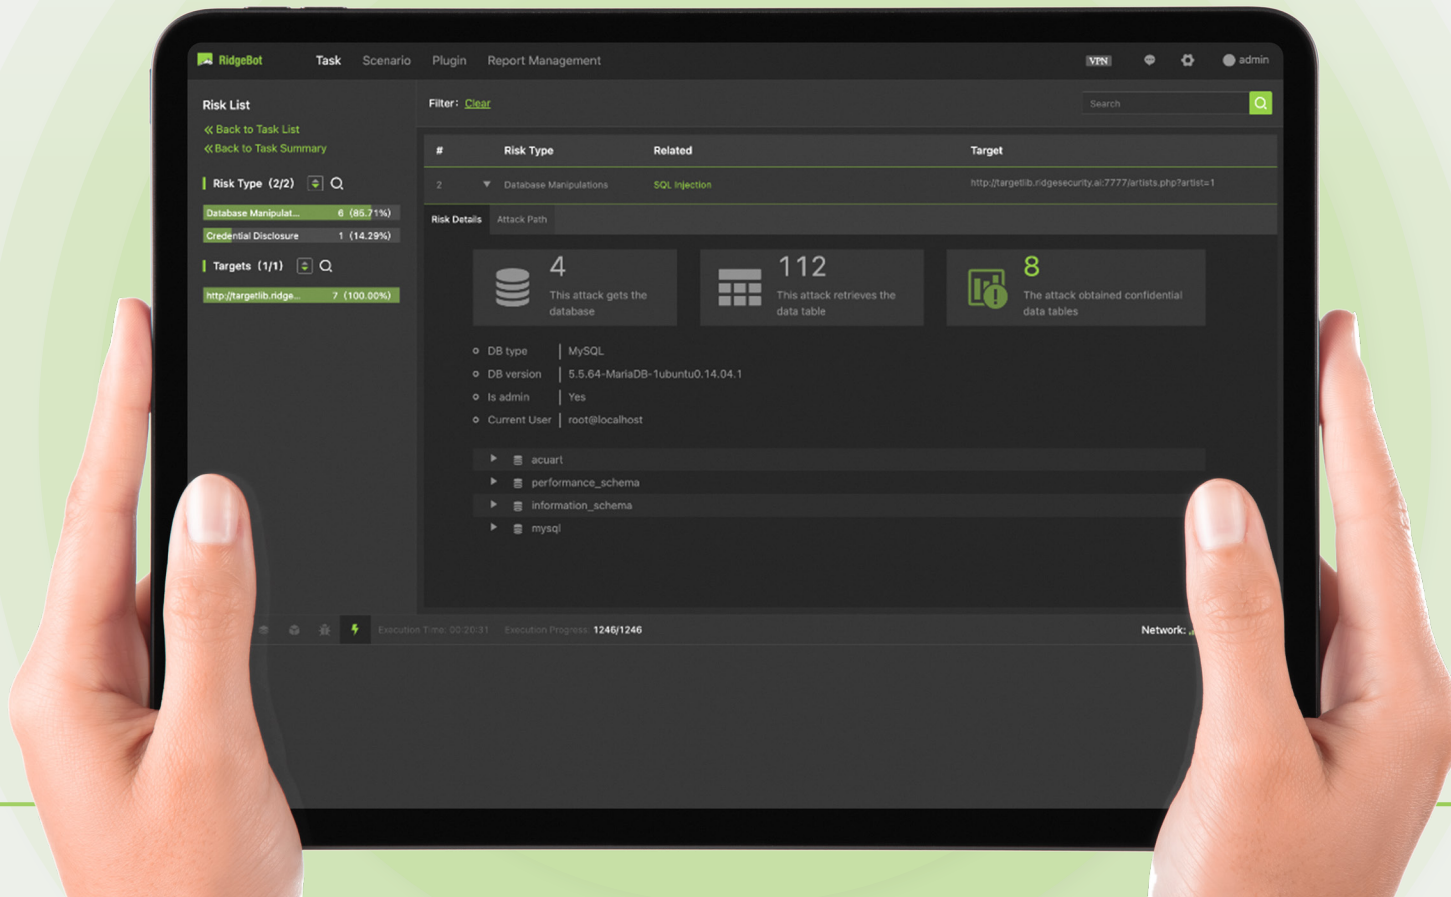 RidgeBot Task Scenario Plugin Report Management VPN admin
Risk List
« Back to Task List
« Back to Task Summary
Risk Type (2/2)
Database Manipulat... 6 (85.71%)
Credential Disclosure 1 (14.29%)
Targets (1/1)
http://targetlib.ridge... 7 (100.00%)
Filter: Clear Search
# Risk Type Related Target
2 Database Manipulations SQL Injection http://targetlib.ridgesecurity.ai:7777/artists.php?artist=1
Risk Details Attack Path
4
This attack gets the
database
112
This attack retrieves the
data table
8
The attack obtained confidential
data tables
DB type MySQL
DB version 5.5.64-MariaDB-1ubuntu0.14.04.1
Is admin Yes
Current User root@localhost
acuart
performance_schema
information_schema
mysql
Execution Time: 00:20:31 Execution Progress: 1246/1246 Network: